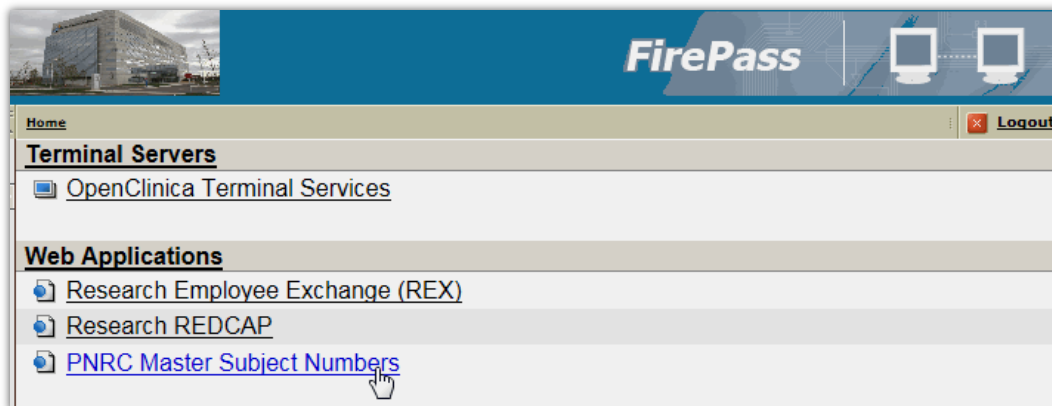 FirePass
Home
Logout
Terminal Servers
OpenClinica Terminal Services
Web Applications
Research Employee Exchange (REX)
Research REDCAP
PNRC Master Subject Numbers